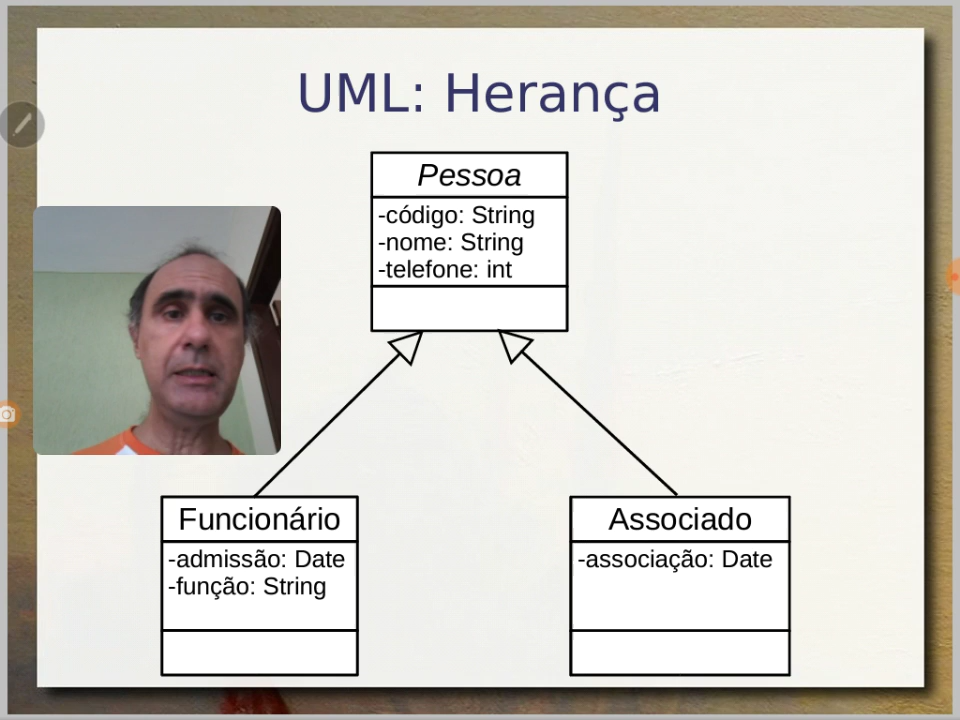 UML: Herança
Pessoa
-código: String
-nome: String
-telefone: int
Funcionário
-admissão: Date
-função: String
Associado
-associação: Date